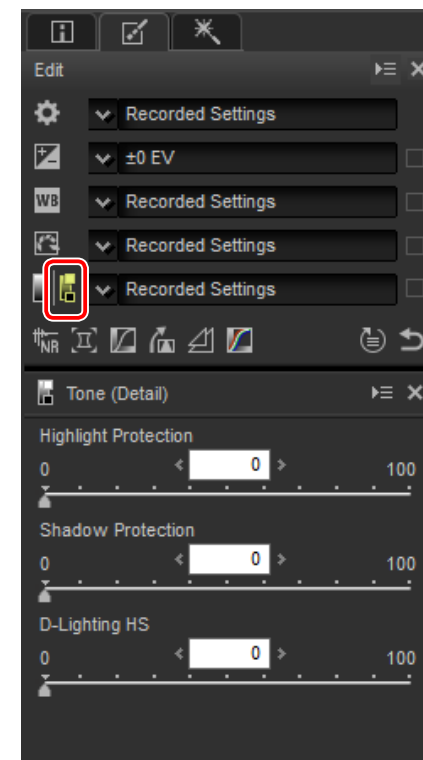 Edit
Recorded Settings
±0 EV
WB Recorded Settings
Recorded Settings
Recorded Settings
NR
Tone (Detail)
Highlight Protection
0 0 100
Shadow Protection
0 0 100
D-Lighting HS
0 0 100